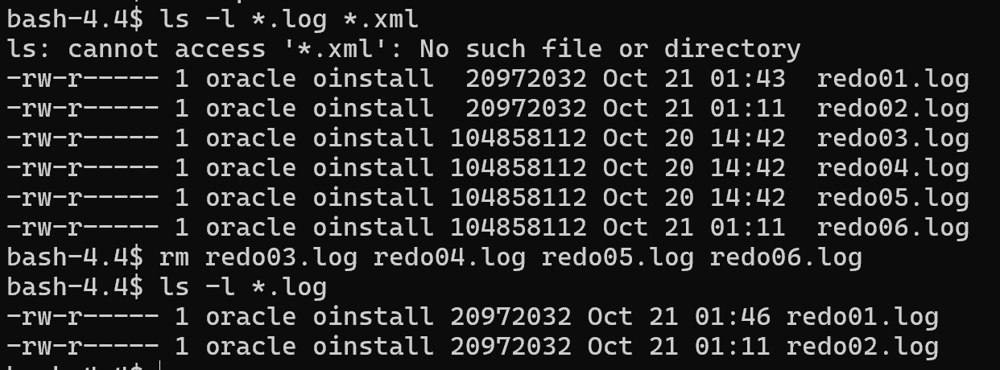 bash-4.4$ ls -l *.log *.xml
ls: cannot access '*.xml': No such file or directory
-rw-r----- 1 oracle oinstall  20972032 Oct 21 01:43  redo01.log
-rw-r----- 1 oracle oinstall  20972032 Oct 21 01:11  redo02.log
-rw-r----- 1 oracle oinstall 104858112 Oct 20 14:42  redo03.log
-rw-r----- 1 oracle oinstall 104858112 Oct 20 14:42  redo04.log
-rw-r----- 1 oracle oinstall 104858112 Oct 20 14:42  redo05.log
-rw-r----- 1 oracle oinstall 104858112 Oct 21 01:11  redo06.log
bash-4.4$ rm redo03.log redo04.log redo05.log redo06.log
bash-4.4$ ls -l *.log
-rw-r----- 1 oracle oinstall 20972032 Oct 21 01:46 redo01.log
-rw-r----- 1 oracle oinstall 20972032 Oct 21 01:11 redo02.log